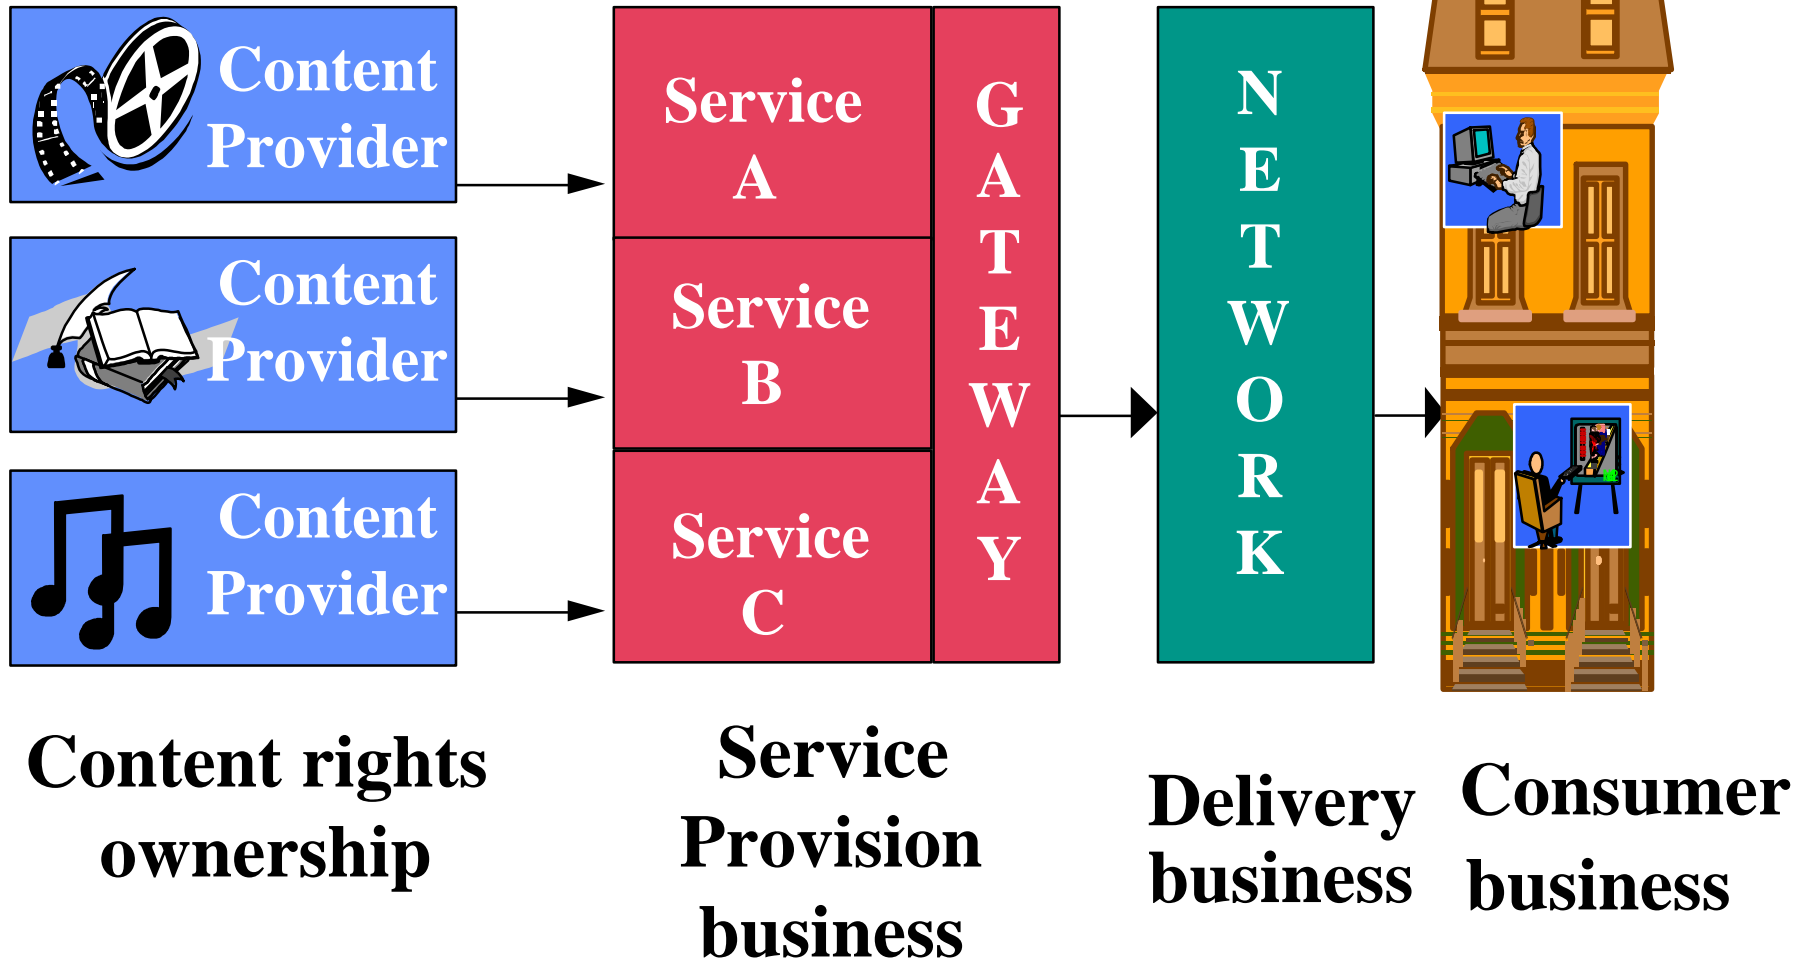 Content
Provider
Content
Provider
Content
Provider
Service
A
Service
B
Service
C
G
A
T
E
W
A
Y
N
E
T
W
O
R
K
Content rights
ownership
Service
Provision
business
Delivery
business
Consumer
business